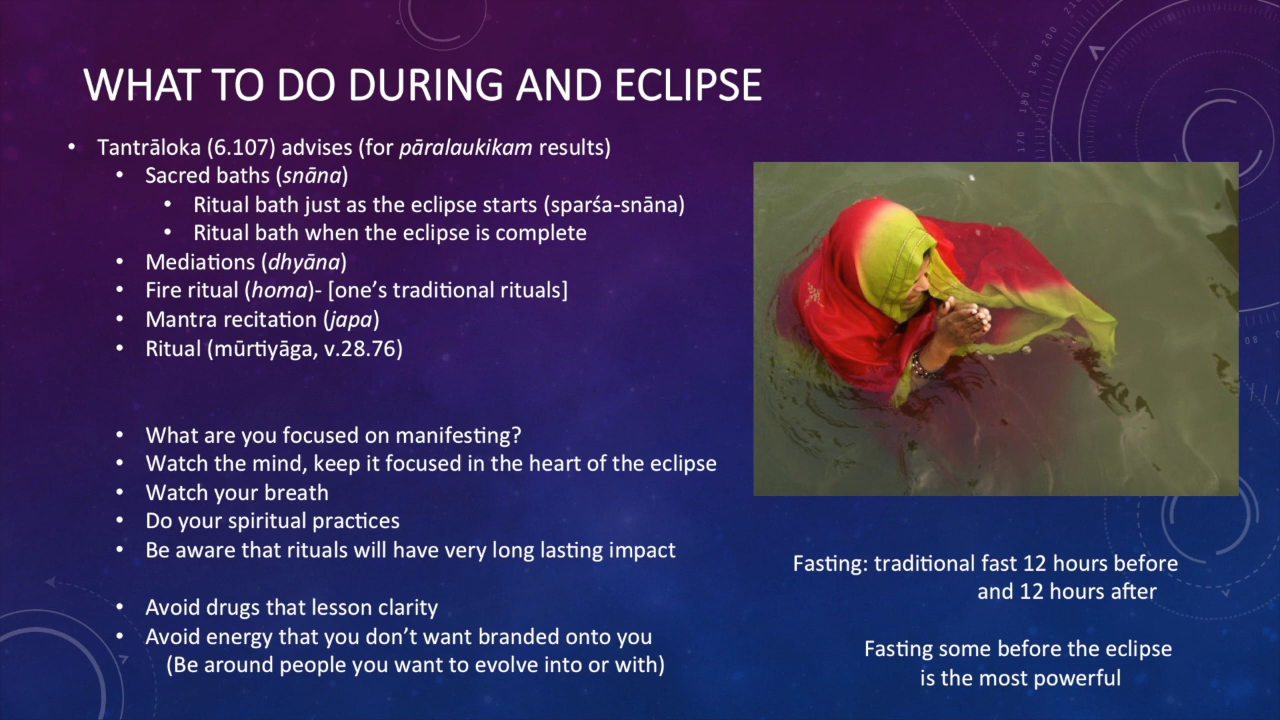 WHAT TO DO DURING AND ECLIPSE
• Tantrāloka (6.107) advises (for pāralaukikam results)
• Sacred baths (snāna)
• Ritual bath just as the eclipse starts (sparśa-snāna)
• Ritual bath when the eclipse is complete
• Mediations (dhyāna)
• Fire ritual (homa)- [one’s traditional rituals]
• Mantra recitation (japa)
• Ritual (mūrtiyāga, v.28.76)
• What are you focused on manifesting?
• Watch the mind, keep it focused in the heart of the eclipse
• Watch your breath
• Do your spiritual practices
• Be aware that rituals will have very long lasting impact
• Avoid drugs that lesson clarity
• Avoid energy that you don’t want branded onto you
(Be around people you want to evolve into or with)
Fasting: traditional fast 12 hours before
and 12 hours after
Fasting some before the eclipse
is the most powerful
170
180
190
200
210
80